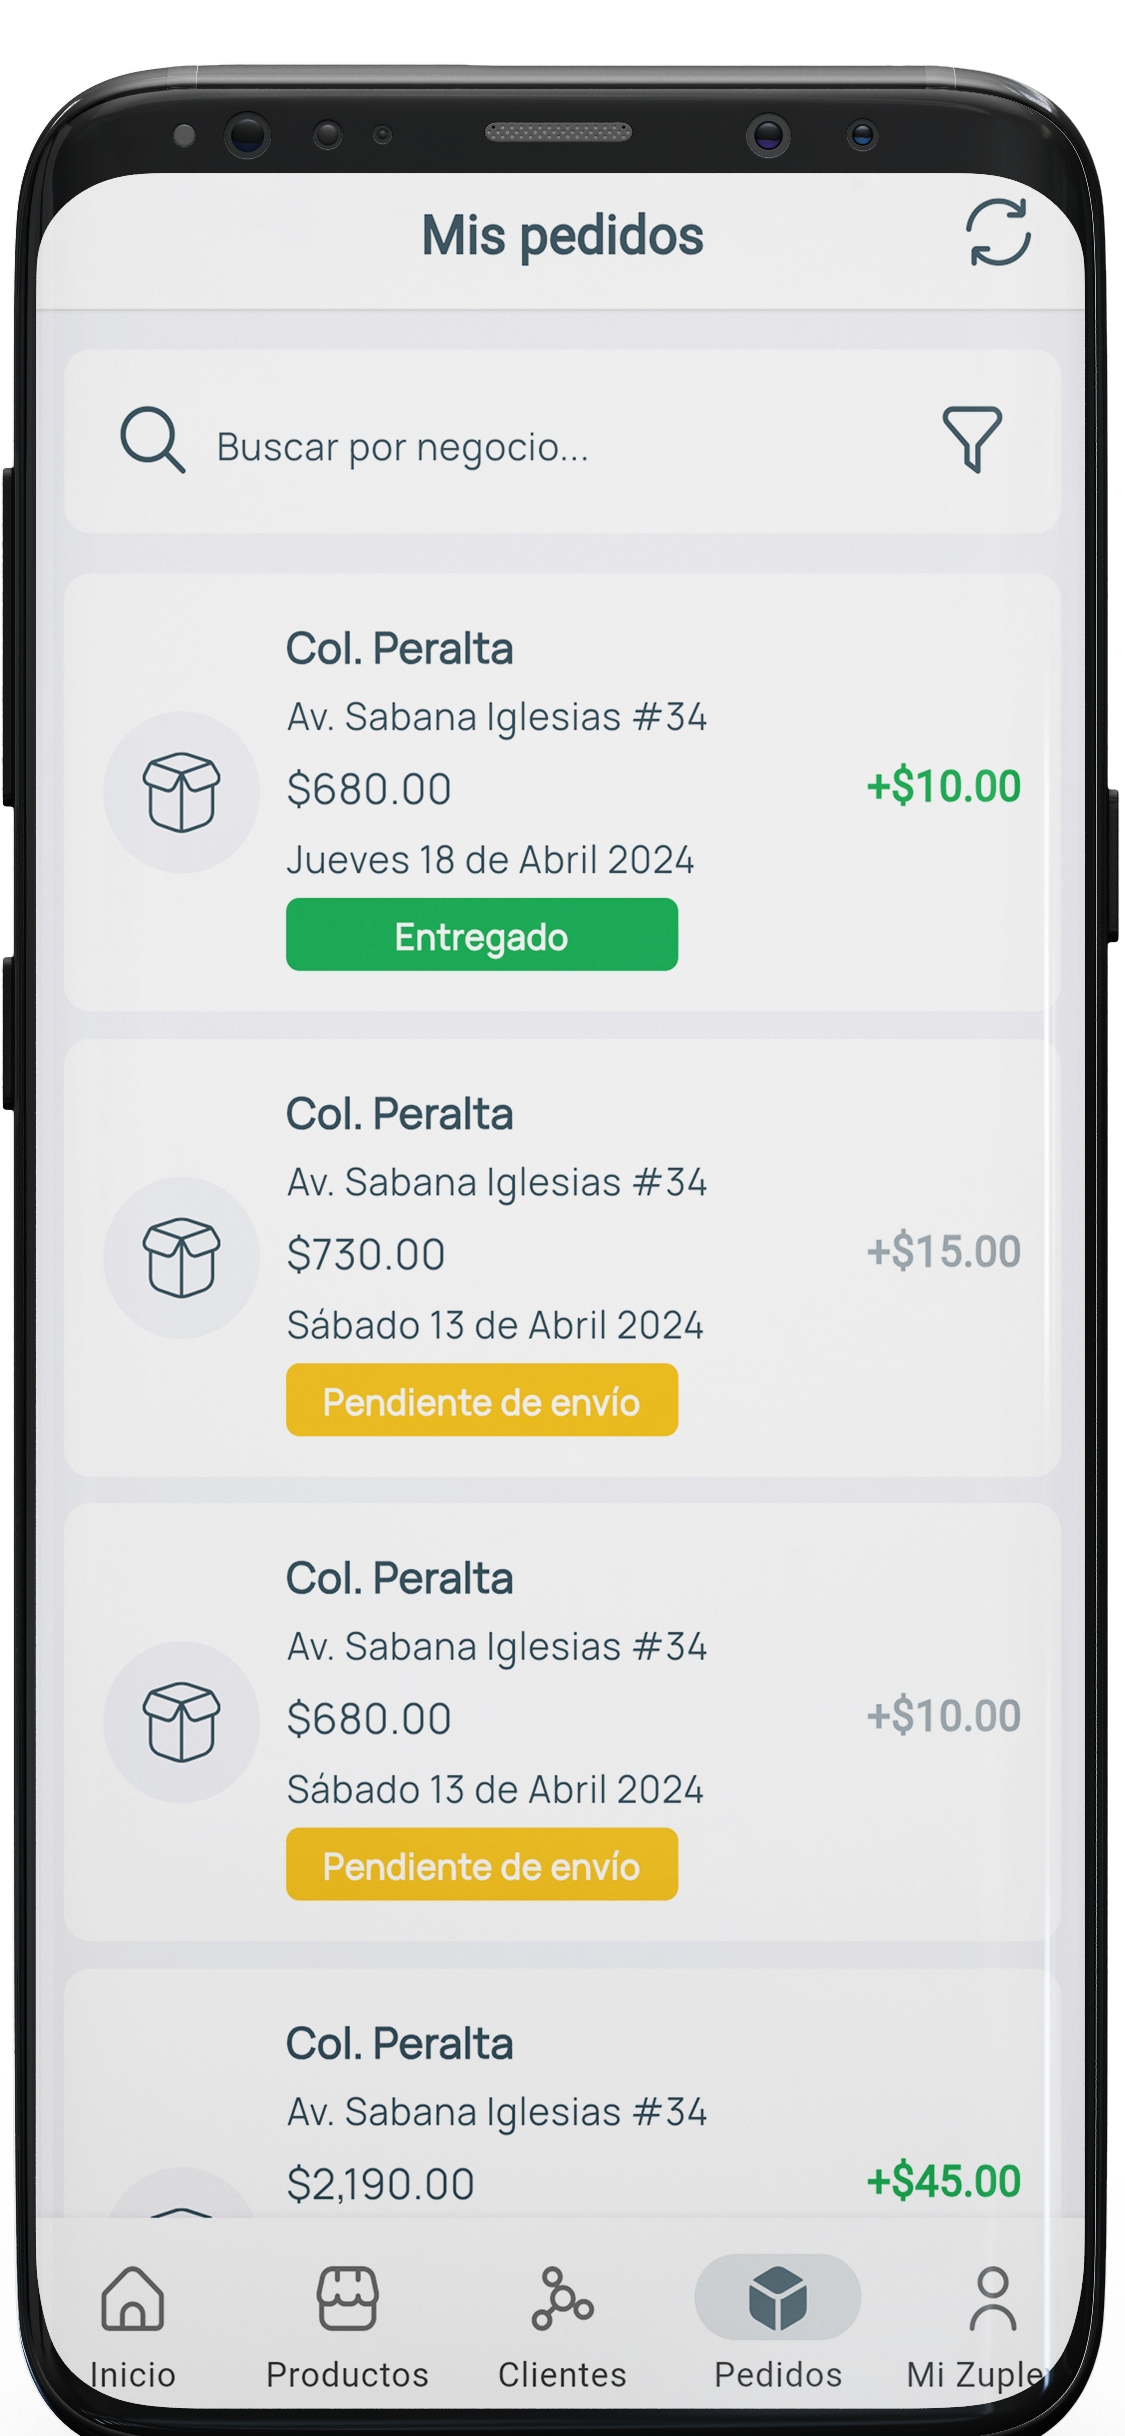 Mis pedidos
Buscar por negocio...
Col. Peralta
Av. Sabana Iglesias #34
$680.00
+$10.00
Jueves 18 de Abril 2024
Entregado
Col. Peralta
Av. Sabana Iglesias #34
$730.00
+$15.00
Sábado 13 de Abril 2024
Pendiente de envío
Col. Peralta
Av. Sabana Iglesias #34
$680.00
+$10.00
Sábado 13 de Abril 2024
Pendiente de envío
Col. Peralta
Av. Sabana Iglesias #34
$2,190.00
+$45.00
Inicio Productos Clientes Pedidos Mi Zuple